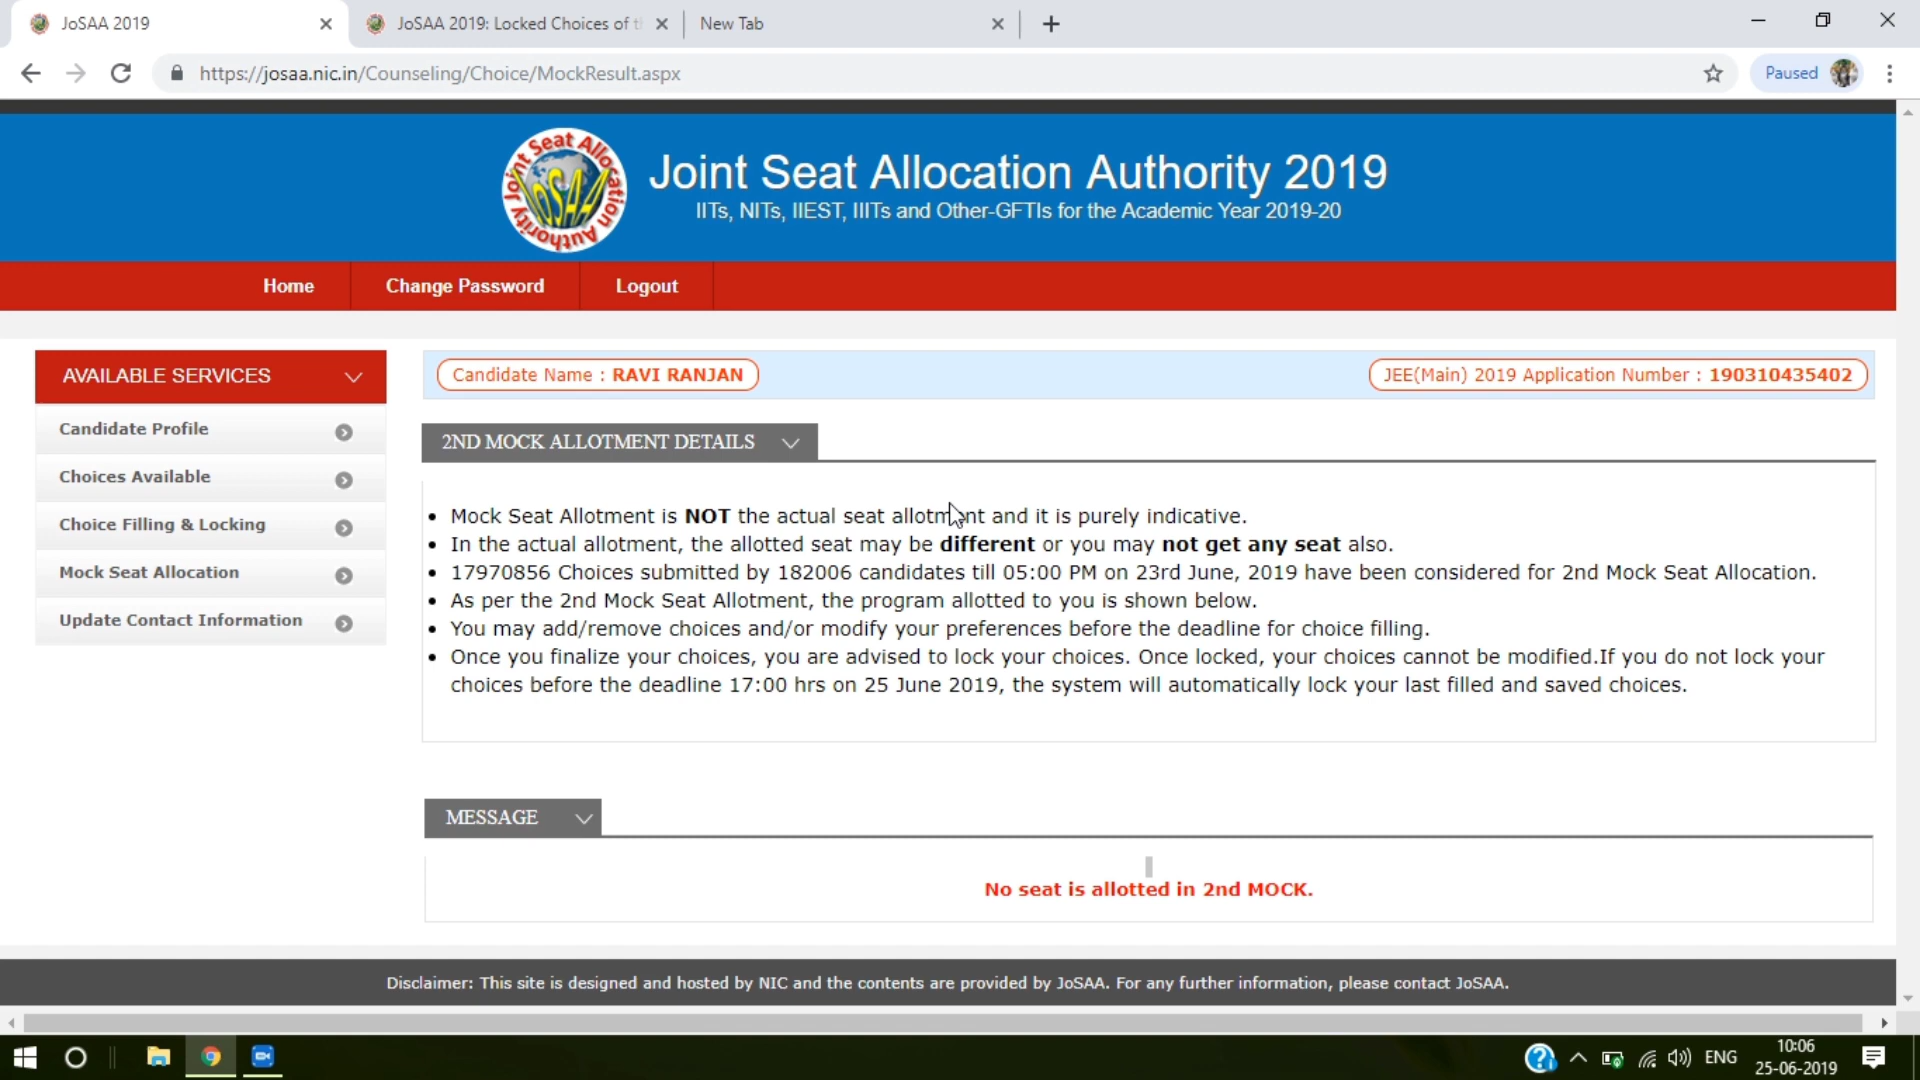 JoSAA 2019
JoSAA 2019: Locked Choices of t
New Tab
https://josaa.nic.in/Counseling/Choice/MockResult.aspx
Paused
Joint Seat Allocation Authority
JoSAA
Joint Seat Allocation Authority 2019
IITs, NITs, IIEST, IIITs and Other-GFTIs for the Academic Year 2019-20
Home
Change Password
Logout
AVAILABLE SERVICES
Candidate Profile
Choices Available
Choice Filling & Locking
Mock Seat Allocation
Update Contact Information
Candidate Name : RAVI RANJAN
JEE(Main) 2019 Application Number : 190310435402
2ND MOCK ALLOTMENT DETAILS
• Mock Seat Allotment is NOT the actual seat allotment and it is purely indicative.
• In the actual allotment, the allotted seat may be different or you may not get any seat also.
• 17970856 Choices submitted by 182006 candidates till 05:00 PM on 23rd June, 2019 have been considered for 2nd Mock Seat Allocation.
• As per the 2nd Mock Seat Allotment, the program allotted to you is shown below.
• You may add/remove choices and/or modify your preferences before the deadline for choice filling.
• Once you finalize your choices, you are advised to lock your choices. Once locked, your choices cannot be modified.If you do not lock your
choices before the deadline 17:00 hrs on 25 June 2019, the system will automatically lock your last filled and saved choices.
MESSAGE
No seat is allotted in 2nd MOCK.
Disclaimer: This site is designed and hosted by NIC and the contents are provided by JoSAA. For any further information, please contact JoSAA.
ENG
10:06
25-06-2019